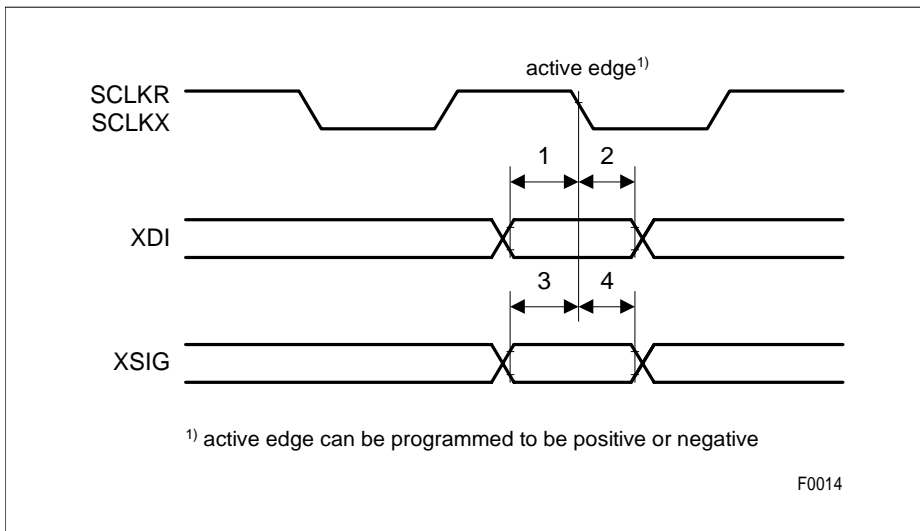 active edge1)
SCLKR
SCLKX
1 2
XDI
3 4
XSIG
1) active edge can be programmed to be positive or negative
F0014